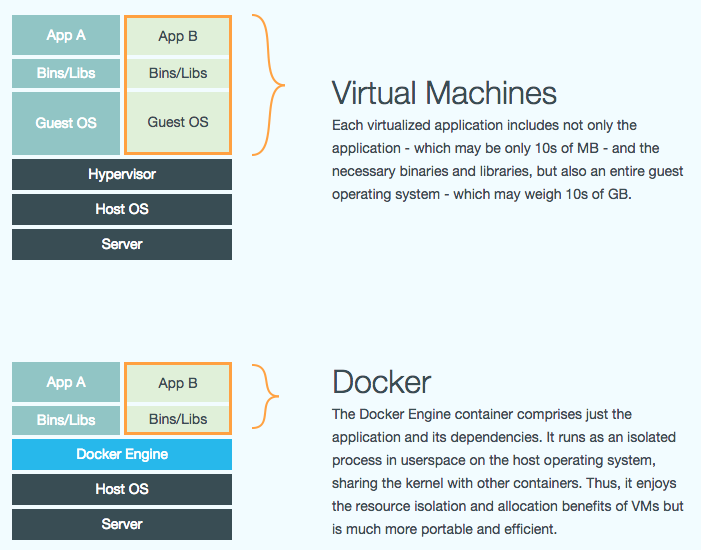 App A
App B
Bins/Libs
Bins/Libs
Guest OS
Guest OS
Hypervisor
Host OS
Server
Virtual Machines
Each virtualized application includes not only the
application - which may be only 10s of MB - and the
necessary binaries and libraries, but also an entire guest
operating system - which may weigh 10s of GB.
App A
App B
Bins/Libs
Bins/Libs
Docker Engine
Host OS
Server
Docker
The Docker Engine container comprises just the
application and its dependencies. It runs as an isolated
process in userspace on the host operating system,
sharing the kernel with other containers. Thus, it enjoys
the resource isolation and allocation benefits of VMs but
is much more portable and efficient.